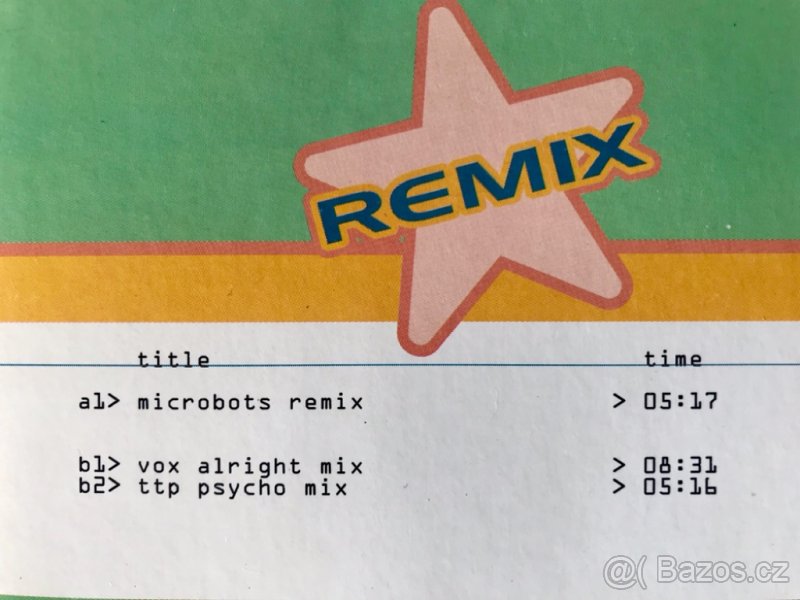 REMIX
title time
a1> microbots remix > 05:17
b1> vox alright mix > 08:31
b2> ttp psycho mix > 05:16
@( Bazos.cz